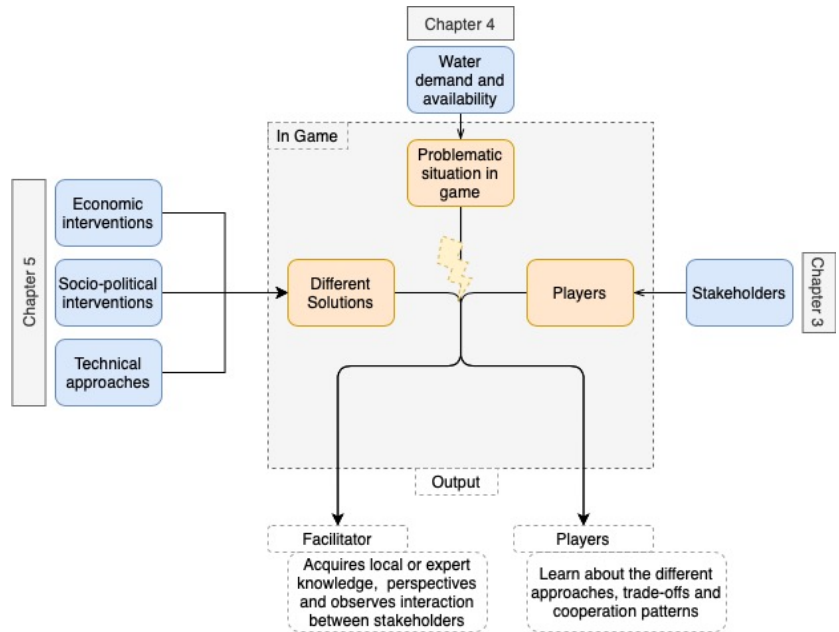 Chapter 4
Water
demand and
availability
In Game
Problematic
situation in
game
Chapter 5
Economic
interventions
Socio-political
interventions
Technical
approaches
Different
Solutions
Players
Stakeholders
Chapter 3
Output
Facilitator
Acquires local or expert
knowledge, perspectives
and observes interaction
between stakeholders
Players
Learn about the different
approaches, trade-offs and
cooperation patterns